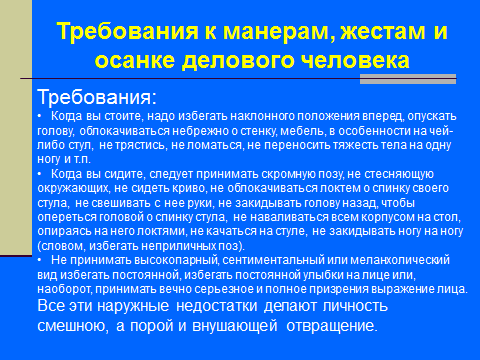 Требования к манерам, жестам и
осанке делового человека
Требования:
• Когда вы стоите, надо избегать наклонного положения вперед, опускать
голову, облокачиваться небрежно о стенку, мебель, в особенности на чей-
либо стул, не трястись, не ломаться, не переносить тяжесть тела на одну
ногу и т.п.
• Когда вы сидите, следует принимать скромную позу, не стесняющую
окружающих, не сидеть криво, не облокачиваться локтем о спинку своего
стула, не свешивать с нее руки, не закидывать голову назад, чтобы
опереться головой о спинку стула, не наваливаться всем корпусом на стол,
опираясь на него локтями, не качаться на стуле, не закидывать ногу на ногу
(словом, избегать неприличных поз).
• Не принимать высокопарный, сентиментальный или меланхолический
вид избегать постоянной, избегать постоянной улыбки на лице или,
наоборот, принимать вечно серьезное и полное призрения выражение лица.
Все эти наружные недостатки делают личность
смешною, а порой и внушающей отвращение.